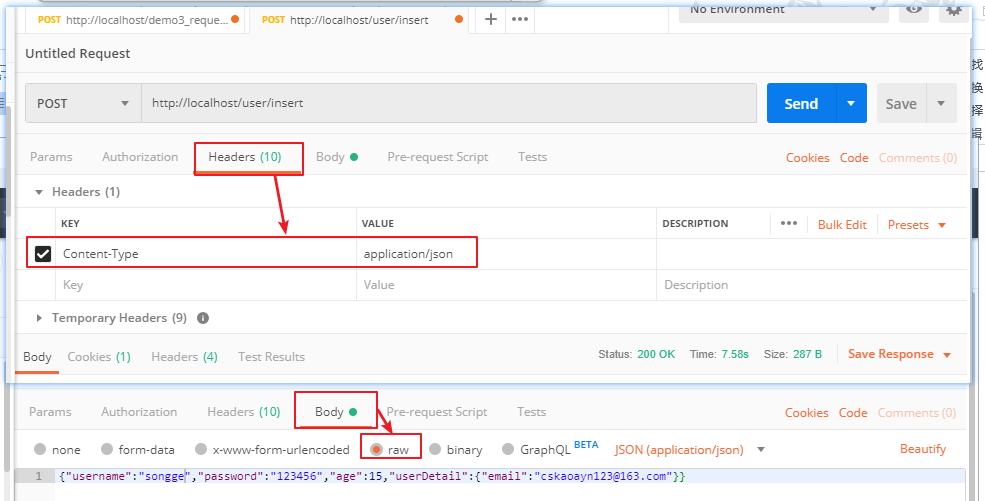 POST http://localhost/demo3_reque... POST http://localhost/user/insert + ••• No Environment
Untitled Request
POST http://localhost/user/insert Send Save
Params Authorization Headers (10) Body Pre-request Script Tests Cookies Code Comments (0)
Headers (1)
KEY VALUE DESCRIPTION ••• Bulk Edit Presets
Content-Type application/json
Key Value Description
Temporary Headers (9)
Body Cookies (1) Headers (4) Test Results Status: 200 OK Time: 7.58s Size: 287 B Save Response
Params Authorization Headers (10) Body Pre-request Script Tests Cookies Code Comments (0)
none form-data x-www-form-urlencoded raw binary GraphQL BETA JSON (application/json) Beautify
1 {"username":"songge","password":"123456","age":15,"userDetail":{"email":"cskaoayn123@163.com"}}
找
换
择